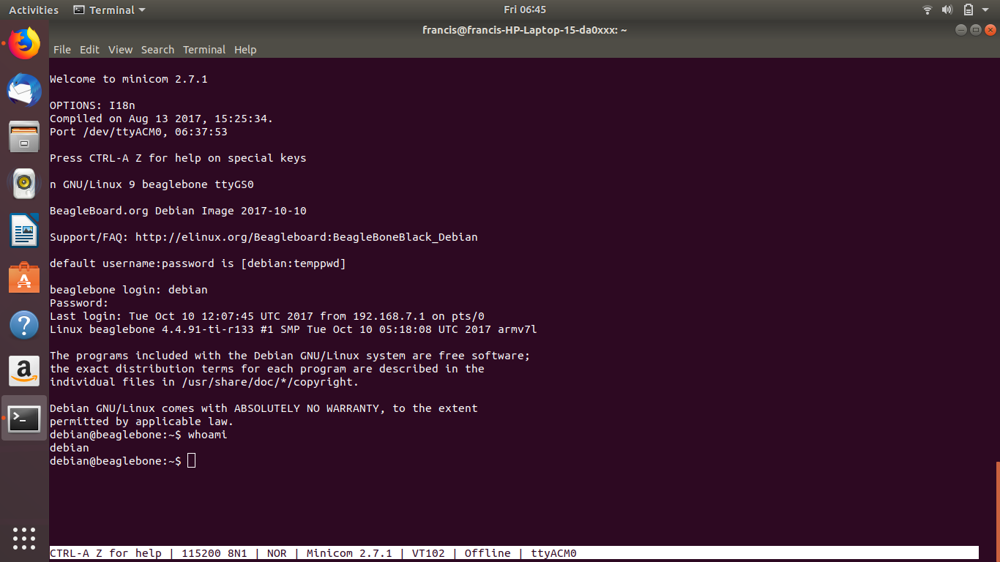 Activities Terminal Fri 06:45
francis@francis-HP-Laptop-15-da0xxx: ~
File Edit View Search Terminal Help
Welcome to minicom 2.7.1
OPTIONS: I18n
Compiled on Aug 13 2017, 15:25:34.
Port /dev/ttyACM0, 06:37:53
Press CTRL-A Z for help on special keys
n GNU/Linux 9 beaglebone ttyGS0
BeagleBoard.org Debian Image 2017-10-10
Support/FAQ: http://elinux.org/Beagleboard:BeagleBoneBlack_Debian
default username:password is [debian:temppwd]
beaglebone login: debian
Password:
Last login: Tue Oct 10 12:07:45 UTC 2017 from 192.168.7.1 on pts/0
Linux beaglebone 4.4.91-ti-r133 #1 SMP Tue Oct 10 05:18:08 UTC 2017 armv7l
The programs included with the Debian GNU/Linux system are free software;
the exact distribution terms for each program are described in the
individual files in /usr/share/doc/*/copyright.
Debian GNU/Linux comes with ABSOLUTELY NO WARRANTY, to the extent
permitted by applicable law.
debian@beaglebone:~$ whoami
debian
debian@beaglebone:~$
CTRL-A Z for help | 115200 8N1 | NOR | Minicom 2.7.1 | VT102 | Offline | ttyACM0